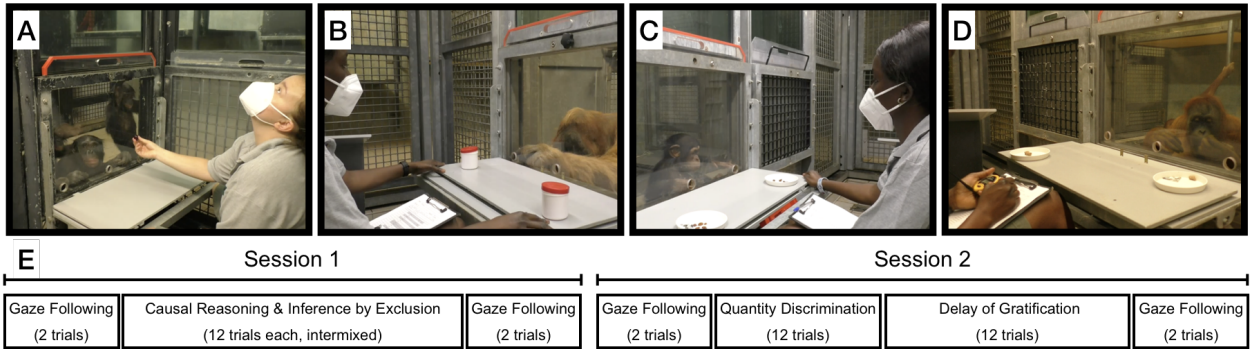 A
B
C
D
E
Session 1
Session 2
Gaze Following
(2 trials)
Causal Reasoning & Inference by Exclusion
(12 trials each, intermixed)
Gaze Following
(2 trials)
Gaze Following
(2 trials)
Quantity Discrimination
(12 trials)
Delay of Gratification
(12 trials)
Gaze Following
(2 trials)